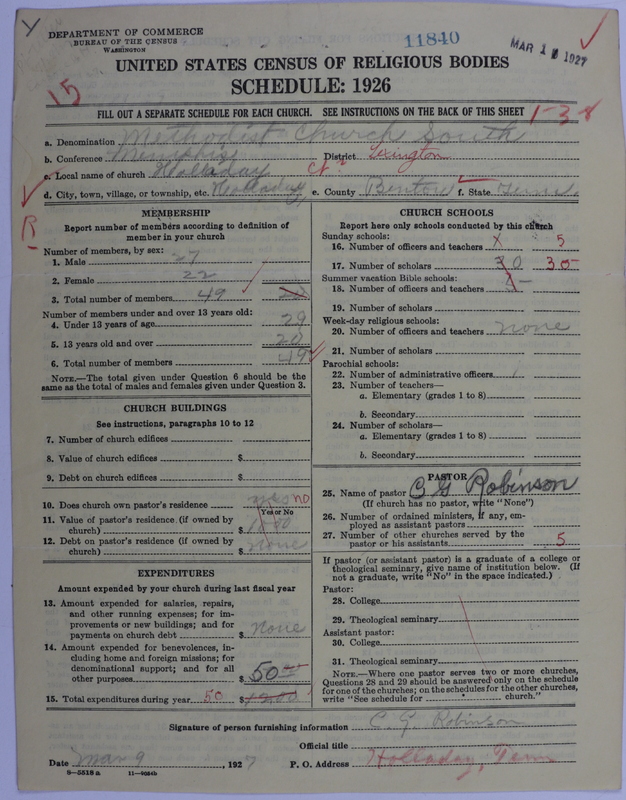 DEPARTMENT OF COMMERCE
BUREAU OF THE CENSUS
WASHINGTON
11840
MAR 1 1927
UNITED STATES CENSUS OF RELIGIOUS BODIES
SCHEDULE: 1926
15
FILL OUT A SEPARATE SCHEDULE FOR EACH CHURCH. SEE INSTRUCTIONS ON THE BACK OF THIS SHEET
1-3-8
a. Denomination Methodist Church South
b. Conference Memphis District Lexington
c. Local name of church Holladay
d. City, town, village, or township, etc. Holladay e. County Benton f. State Tenn.
R
MEMBERSHIP
Report number of members according to definition of member in your church
Number of members, by sex:
1. Male 27
2. Female 22
3. Total number of members 49
Number of members under and over 13 years old:
4. Under 13 years of age 29
5. 13 years old and over 20
6. Total number of members 49
NOTE.—The total given under Question 6 should be the same as the total of males and females given under Question 3.
CHURCH BUILDINGS
See instructions, paragraphs 10 to 12
7. Number of church edifices
8. Value of church edifices $
9. Debt on church edifices $
10. Does church own pastor's residence yes no
Yes or No
11. Value of pastor's residence (if owned by church) $
12. Debt on pastor's residence (if owned by church) $ none
EXPENDITURES
Amount expended by your church during last fiscal year
13. Amount expended for salaries, repairs, and other running expenses; for improvements or new buildings; and for payments on church debt $ None
14. Amount expended for benevolences, including home and foreign missions; for denominational support; and for all other purposes $ 50
15. Total expenditures during year 50 $
CHURCH SCHOOLS
Report here only schools conducted by this church
Sunday schools:
16. Number of officers and teachers 5
17. Number of scholars 30 30
Summer vacation Bible schools:
18. Number of officers and teachers
19. Number of scholars
Week-day religious schools:
20. Number of officers and teachers none
21. Number of scholars
Parochial schools:
22. Number of administrative officers
23. Number of teachers—
a. Elementary (grades 1 to 8)
b. Secondary
24. Number of scholars—
a. Elementary (grades 1 to 8)
b. Secondary
PASTOR
25. Name of pastor C G Robinson
(If church has no pastor, write "None")
26. Number of ordained ministers, if any, employed as assistant pastors
27. Number of other churches served by the pastor or his assistants 5
If pastor (or assistant pastor) is a graduate of a college or theological seminary, give name of institution below. (If not a graduate, write "No" in the space indicated.)
Pastor:
28. College
29. Theological seminary
Assistant pastor:
30. College
31. Theological seminary
NOTE.—Where one pastor serves two or more churches, Questions 28 and 29 should be answered only on the schedule for one of the churches; on the schedules for the other churches, write "See schedule for church."
Signature of person furnishing information C. G. Robinson
Official title
Date Mar 9, 1927 P. O. Address Holladay, Tenn
8-5518 a 11-9024b